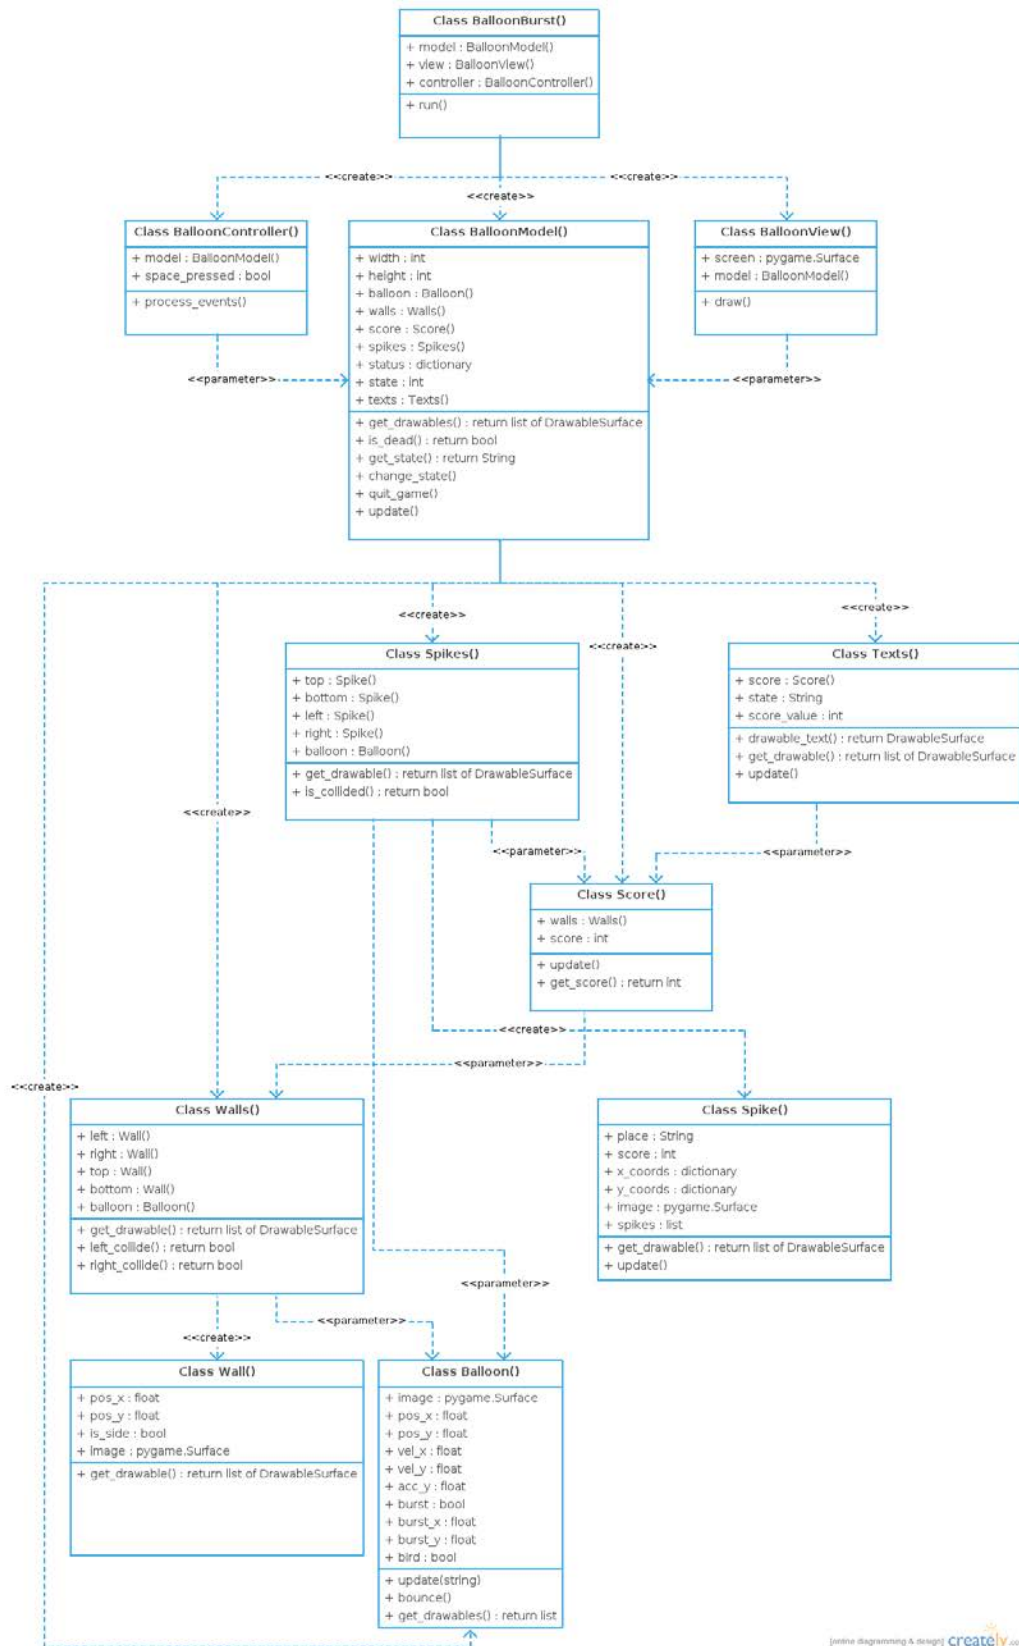 Class BalloonBurst()
+ model : BalloonModel()
+ view : BalloonView()
+ controller : BalloonController()
+ run()
<<create>>
<<create>>
<<create>>
Class BalloonController()
+ model : BalloonModel()
+ space_pressed : bool
+ process_events()
Class BalloonModel()
+ width : int
+ height : int
+ balloon : Balloon()
+ walls : Walls()
+ score : Score()
+ spikes : Spikes()
+ status : dictionary
+ state : int
+ texts : Texts()
+ get_drawables() : return list of DrawableSurface
+ is_dead() : return bool
+ get_state() : return String
+ change_state()
+ quit_game()
+ update()
Class BalloonView()
+ screen : pygame.Surface
+ model : BalloonModel()
+ draw()
<<parameter>>
<<parameter>>
<<create>>
<<create>>
<<create>>
Class Spikes()
+ top : Spike()
+ bottom : Spike()
+ left : Spike()
+ right : Spike()
+ balloon : Balloon()
+ get_drawable() : return list of DrawableSurface
+ is_collided() : return bool
Class Texts()
+ score : Score()
+ state : String
+ score_value : int
+ drawable_text() : return DrawableSurface
+ get_drawable() : return list of DrawableSurface
+ update()
<<create>>
<<parameter>>
<<parameter>>
Class Score()
+ walls : Walls()
+ score : int
+ update()
+ get_score() : return int
<<create>>
<<parameter>>
<<create>>
Class Walls()
+ left : Wall()
+ right : Wall()
+ top : Wall()
+ bottom : Wall()
+ balloon : Balloon()
+ get_drawable() : return list of DrawableSurface
+ left_collide() : return bool
+ right_collide() : return bool
Class Spike()
+ place : String
+ score : int
+ x_coords : dictionary
+ y_coords : dictionary
+ image : pygame.Surface
+ spikes : list
+ get_drawable() : return list of DrawableSurface
+ update()
<<parameter>>
<<parameter>>
<<create>>
Class Wall()
+ pos_x : float
+ pos_y : float
+ is_side : bool
+ image : pygame.Surface
+ get_drawable() : return list of DrawableSurface
Class Balloon()
+ image : pygame.Surface
+ pos_x : float
+ pos_y : float
+ vel_x : float
+ vel_y : float
+ acc_y : float
+ burst : bool
+ burst_x : float
+ burst_y : float
+ bird : bool
+ update(string)
+ bounce()
+ get_drawables() : return list
[online diagramming & design] creately.com